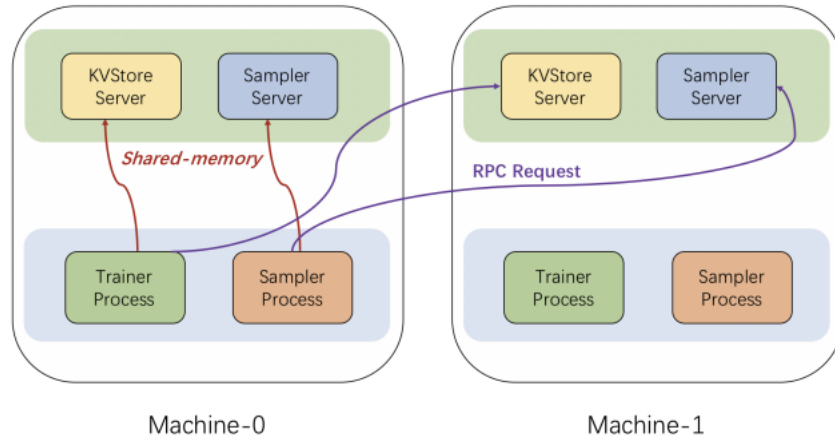 KVStore
Server
Sampler
Server
KVStore
Server
Sampler
Server
Shared-memory
RPC Request
Trainer
Process
Sampler
Process
Trainer
Process
Sampler
Process
Machine-0
Machine-1